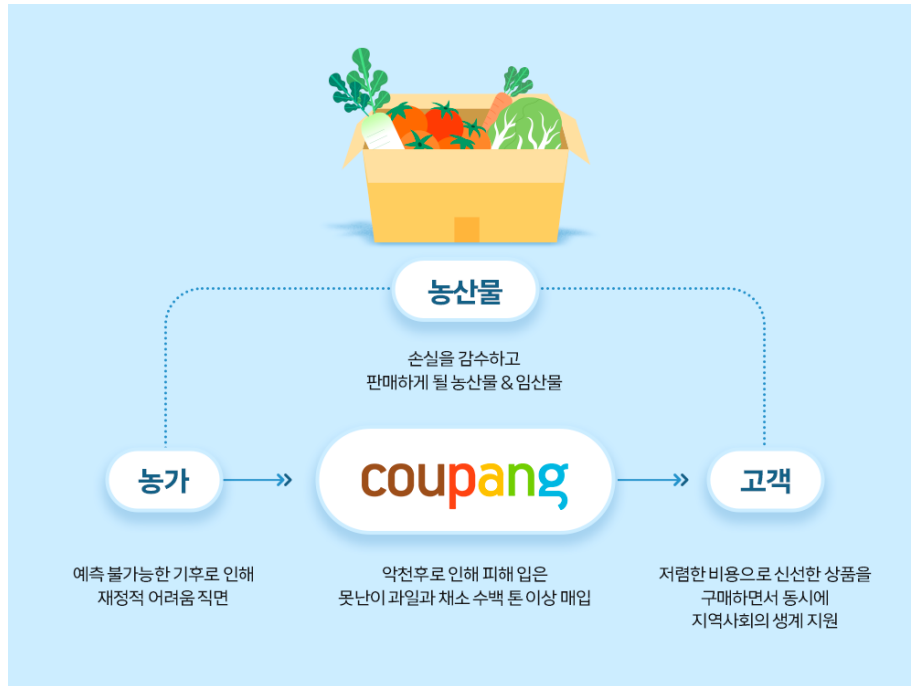 농산물
손실을 감수하고
판매하게 될 농산물 & 임산물
농가
coupang
고객
예측 불가능한 기후로 인해
재정적 어려움 직면
악천후로 인해 피해 입은
못난이 과일과 채소 수백 톤 이상 매입
저렴한 비용으로 신선한 상품을
구매하면서 동시에
지역사회의 생계 지원